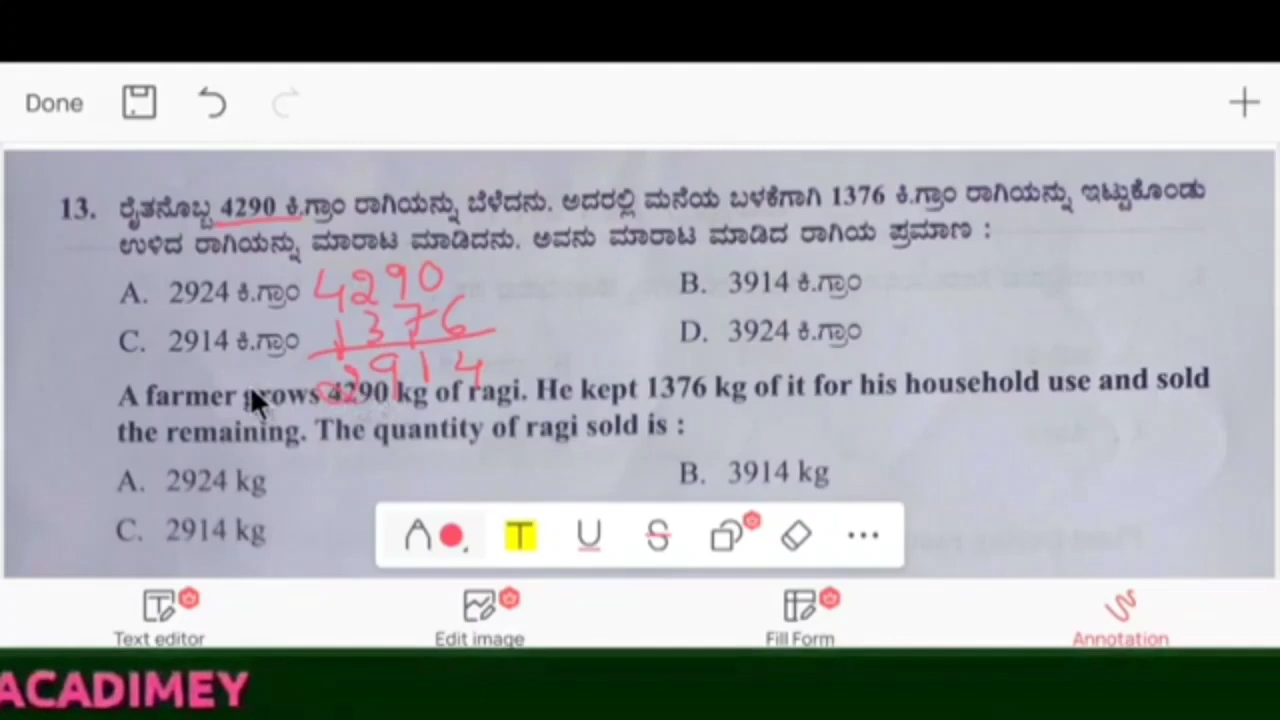 Done
13. ರೈತನೊಬ್ಬ 4290 ಕಿ.ಗ್ರಾಂ ರಾಗಿಯನ್ನು ಬೆಳೆದನು. ಅದರಲ್ಲಿ ಮನೆಯ ಬಳಕೆಗಾಗಿ 1376 ಕಿ.ಗ್ರಾಂ ರಾಗಿಯನ್ನು ಇಟ್ಟುಕೊಂಡು
ಉಳಿದ ರಾಗಿಯನ್ನು ಮಾರಾಟ ಮಾಡಿದನು. ಅವನು ಮಾರಾಟ ಮಾಡಿದ ರಾಗಿಯ ಪ್ರಮಾಣ :
A. 2924 ಕಿ.ಗ್ರಾಂ B. 3914 ಕಿ.ಗ್ರಾಂ
4290
C. 2914 ಕಿ.ಗ್ರಾಂ D. 3924 ಕಿ.ಗ್ರಾಂ
1376
2914
A farmer grows 4290 kg of ragi. He kept 1376 kg of it for his household use and sold
the remaining. The quantity of ragi sold is :
A. 2924 kg B. 3914 kg
C. 2914 kg
Text editor Edit image Fill Form Annotation
ACADIMEY